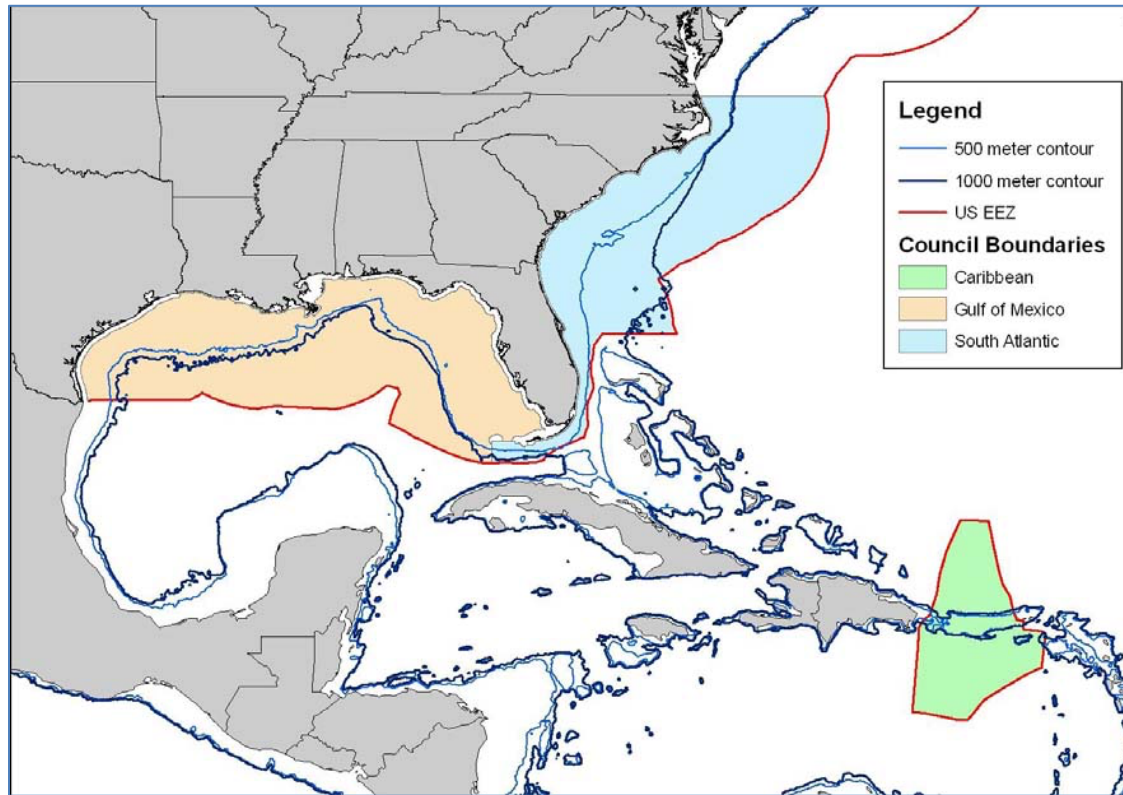 Legend
500 meter contour
1000 meter contour
US EEZ
Council Boundaries
Caribbean
Gulf of Mexico
South Atlantic